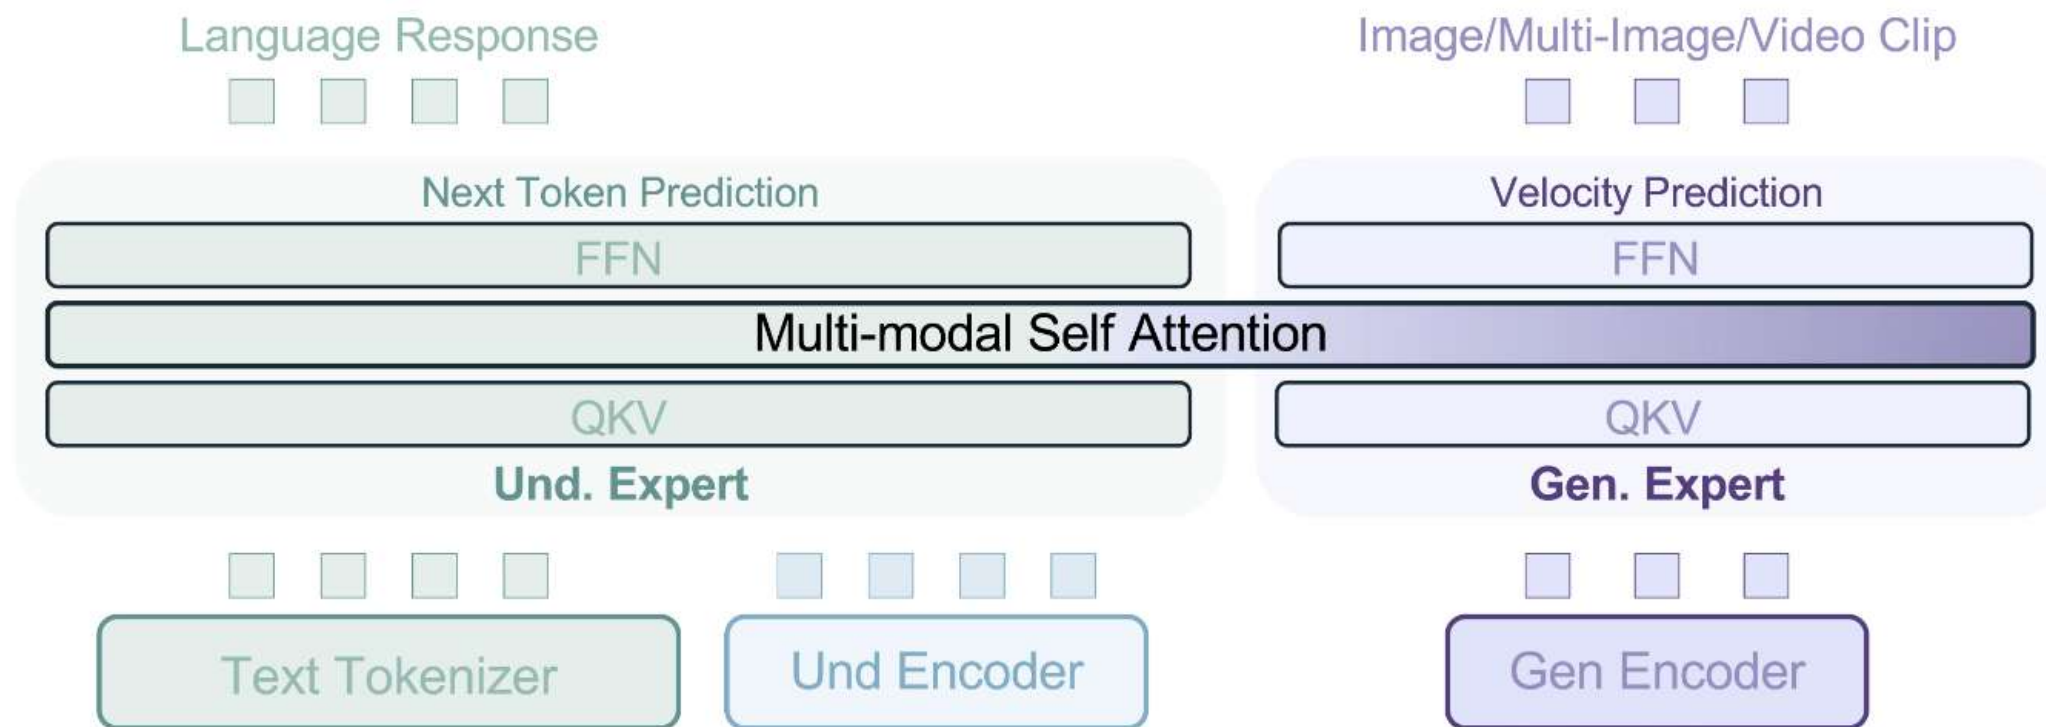 Language Response
Image/Multi-Image/Video Clip
Next Token Prediction
Velocity Prediction
FFN
FFN
Multi-modal Self Attention
QKV
QKV
Und. Expert
Gen. Expert
Text Tokenizer
Und Encoder
Gen Encoder